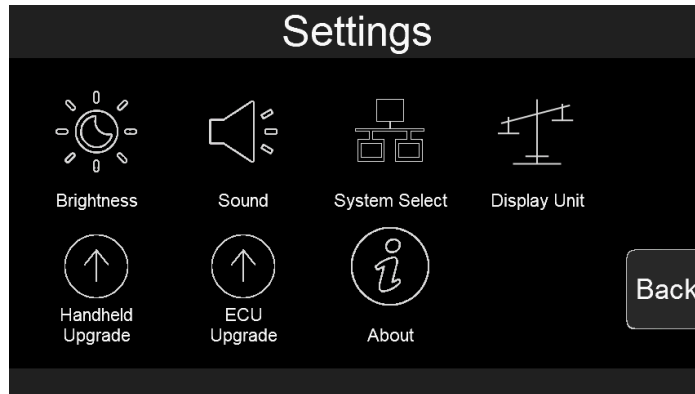 Settings
Brightness
Sound
System Select
Display Unit
Handheld
Upgrade
ECU
Upgrade
About
Back